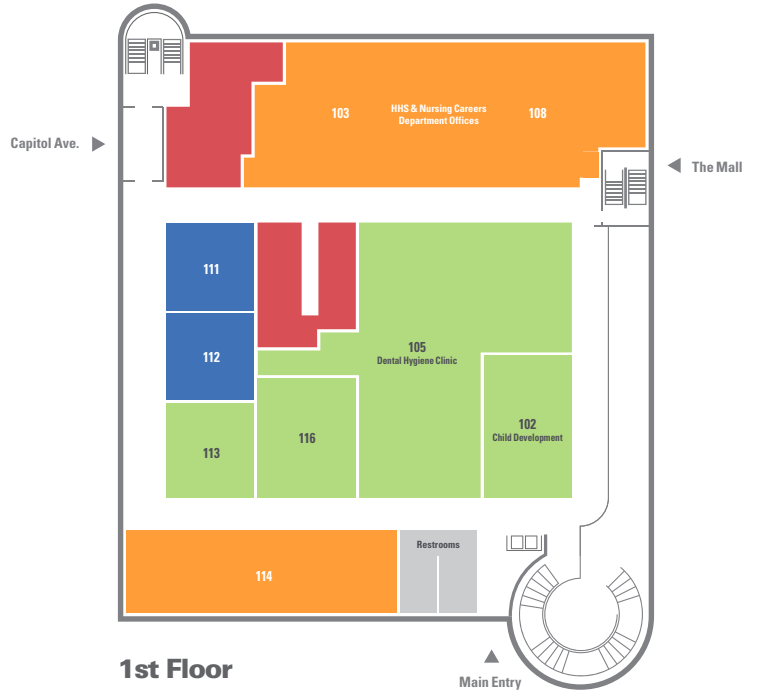 103
HHS & Nursing Careers
Department Offices
108
Capitol Ave.
The Mall
111
112
105
Dental Hygiene Clinic
102
Child Development
113
116
Restrooms
114
1st Floor
Main Entry